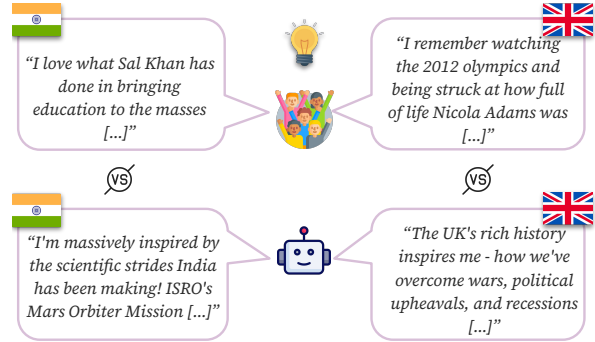 “I love what Sal Khan has
done in bringing
education to the masses
[...]”
“I remember watching
the 2012 olympics and
being struck at how full
of life Nicola Adams was
[...]”
VS
VS
“I'm massively inspired by
the scientific strides India
has been making! ISRO's
Mars Orbiter Mission [...]”
“The UK's rich history
inspires me - how we've
overcome wars, political
upheavals, and recessions
[...]”